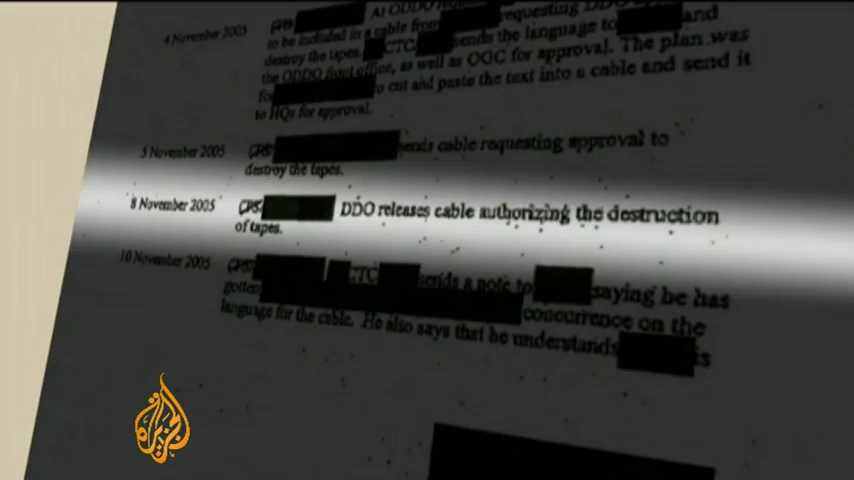 4 November 2005 At ODDO requesting DDO
to be included in a cable from
destroy the tapes. CTC sends the language to and
the ODDO front office, as well as OGC for approval. The plan was
to cut and paste the text into a cable and send it
to HQs for approval.
5 November 2005 sends cable requesting approval to
destroy the tapes.
8 November 2005 DDO releases cable authorizing the destruction
of tapes.
10 November 2005 CTC sends a note to saying he has
gotten concurrence on the
language for the cable. He also says that he understands
الجزيرة